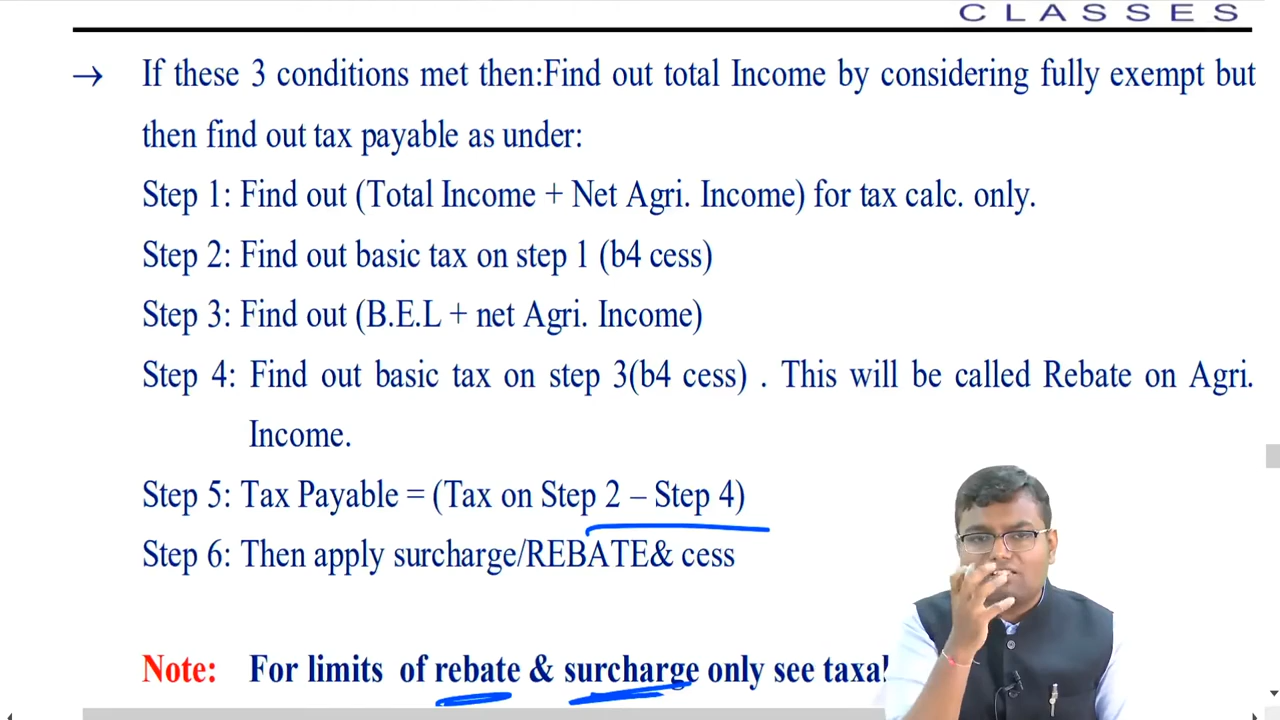 CLASSES
→ If these 3 conditions met then:Find out total Income by considering fully exempt but
then find out tax payable as under:
Step 1: Find out (Total Income + Net Agri. Income) for tax calc. only.
Step 2: Find out basic tax on step 1 (b4 cess)
Step 3: Find out (B.E.L + net Agri. Income)
Step 4: Find out basic tax on step 3(b4 cess) . This will be called Rebate on Agri.
Income.
Step 5: Tax Payable = (Tax on Step 2 – Step 4)
Step 6: Then apply surcharge/REBATE& cess
Note: For limits of rebate & surcharge only see